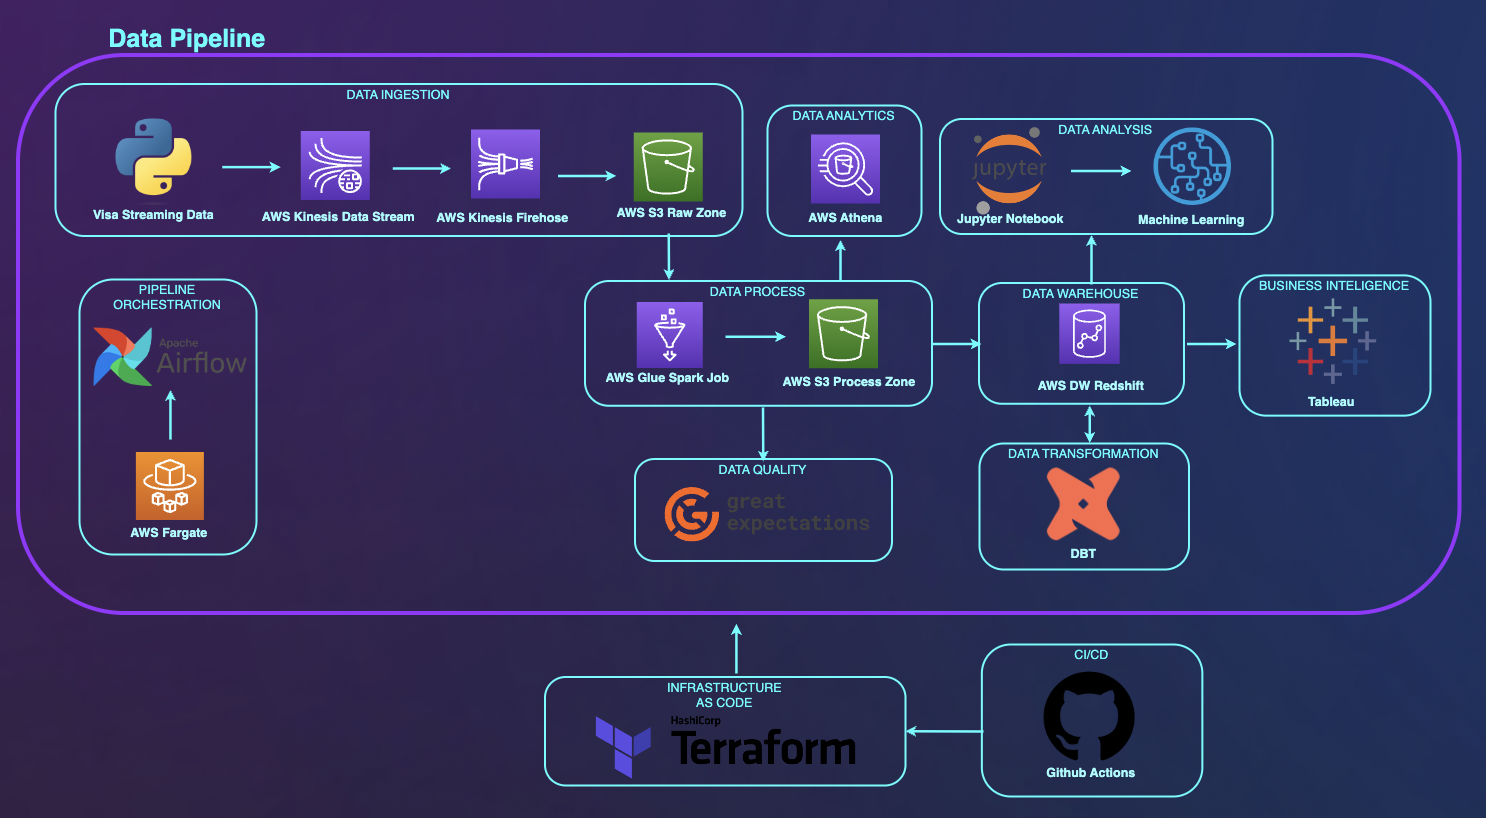 Data Pipeline
DATA INGESTION
Visa Streaming Data
AWS Kinesis Data Stream
AWS Kinesis Firehose
AWS S3 Raw Zone
DATA ANALYTICS
AWS Athena
DATA ANALYSIS
jupyter
Jupyter Notebook
Machine Learning
PIPELINE
ORCHESTRATION
Apache
Airflow
AWS Fargate
DATA PROCESS
AWS Glue Spark Job
AWS S3 Process Zone
DATA WAREHOUSE
AWS DW Redshift
BUSINESS INTELIGENCE
Tableau
DATA QUALITY
great
expectations
DATA TRANSFORMATION
DBT
INFRASTRUCTURE
AS CODE
HashiCorp
Terraform
CI/CD
Github Actions